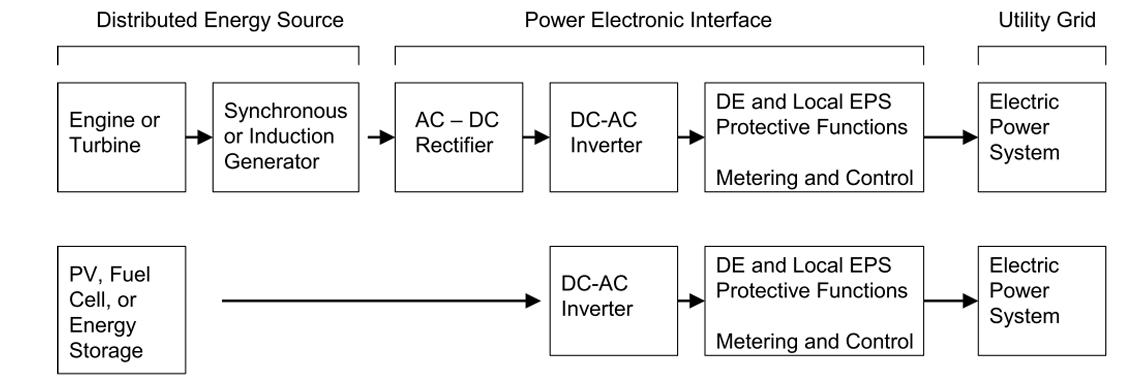 Distributed Energy Source
Power Electronic Interface
Utility Grid
Engine or
Turbine
Synchronous
or Induction
Generator
AC – DC
Rectifier
DC-AC
Inverter
DE and Local EPS
Protective Functions
Metering and Control
Electric
Power
System
PV, Fuel
Cell, or
Energy
Storage
DC-AC
Inverter
DE and Local EPS
Protective Functions
Metering and Control
Electric
Power
System